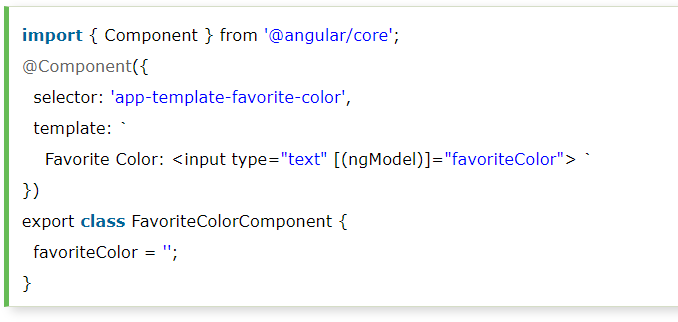 import { Component } from '@angular/core';
@Component({
  selector: 'app-template-favorite-color',
  template: `
    Favorite Color: <input type="text" [(ngModel)]="favoriteColor"> `
})
export class FavoriteColorComponent {
  favoriteColor = '';
}